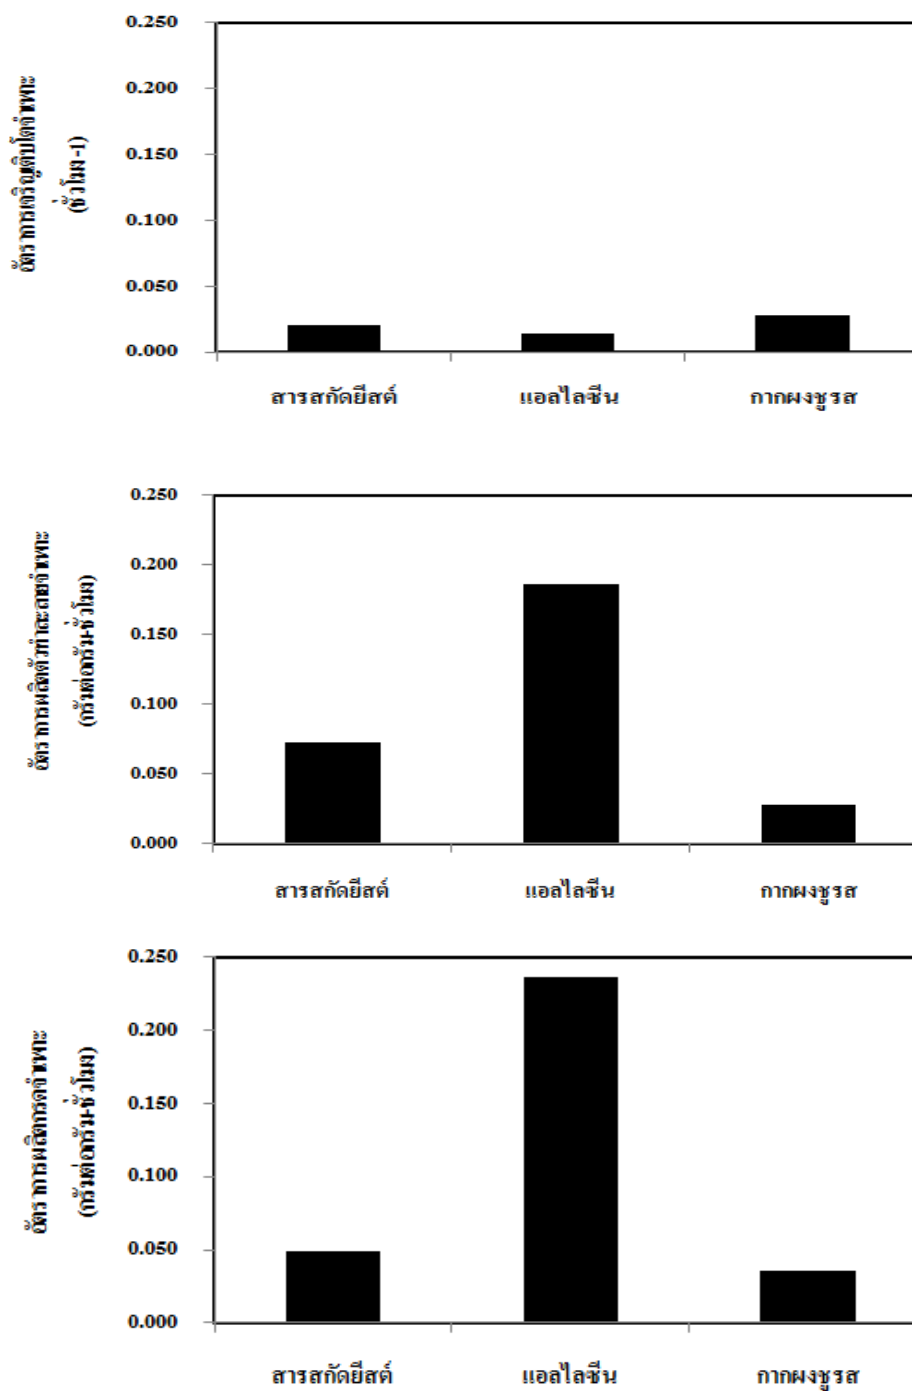 อัตราการเจริญเติบโตจำเพาะ
(ชั่วโมง-1)
0.250
0.200
0.150
0.100
0.050
0.000
สารสกัดยีสต์ แอลไลซีน กากผงชูรส
อัตราการผลิตตัวทำละลายจำเพาะ
(กรัมต่อกรัม-ชั่วโมง)
0.250
0.200
0.150
0.100
0.050
0.000
สารสกัดยีสต์ แอลไลซีน กากผงชูรส
อัตราการผลิตกรดจำเพาะ
(กรัมต่อกรัม-ชั่วโมง)
0.250
0.200
0.150
0.100
0.050
0.000
สารสกัดยีสต์ แอลไลซีน กากผงชูรส